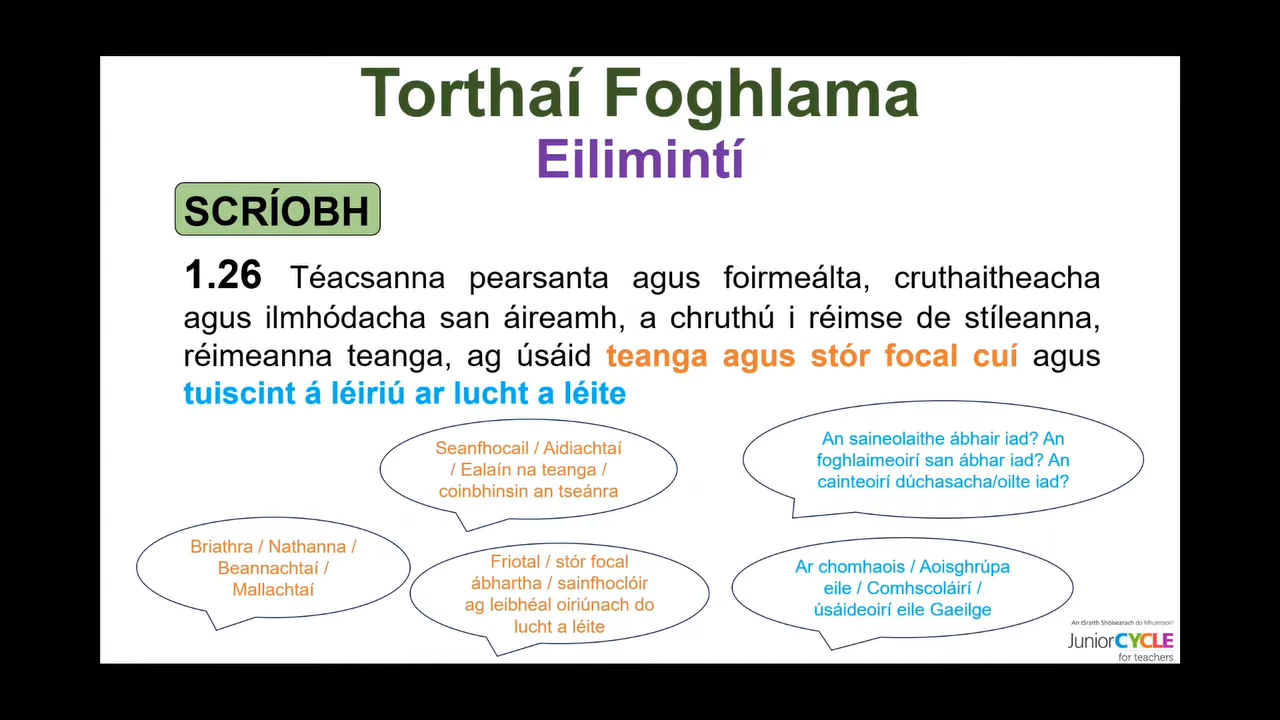 Torthaí Foghlama
Eilimintí
SCRÍOBH
1.26 Téacsanna pearsanta agus foirmeálta, cruthaitheacha
agus ilmhódacha san áireamh, a chruthú i réimse de stíleanna,
réimeanna teanga, ag úsáid teanga agus stór focal cuí agus
tuiscint á léiriú ar lucht a léite
Seanfhocail / Aidiachtaí
/ Ealaín na teanga /
coinbhinsin an tseánra
An saineolaithe ábhair iad? An
foghlaimeoirí san ábhar iad? An
cainteoirí dúchasacha/oilte iad?
Briathra / Nathanna /
Beannachtaí /
Mallachtaí
Friotal / stór focal
ábhartha / sainfhoclóir
ag leibhéal oiriúnach do
lucht a léite
Ar chomhaois / Aoisghrúpa
eile / Comhscoláirí /
úsáideoirí eile Gaeilge
An tSraith Shóisearach do Mhúinteoirí
JuniorCYCLE
for teachers